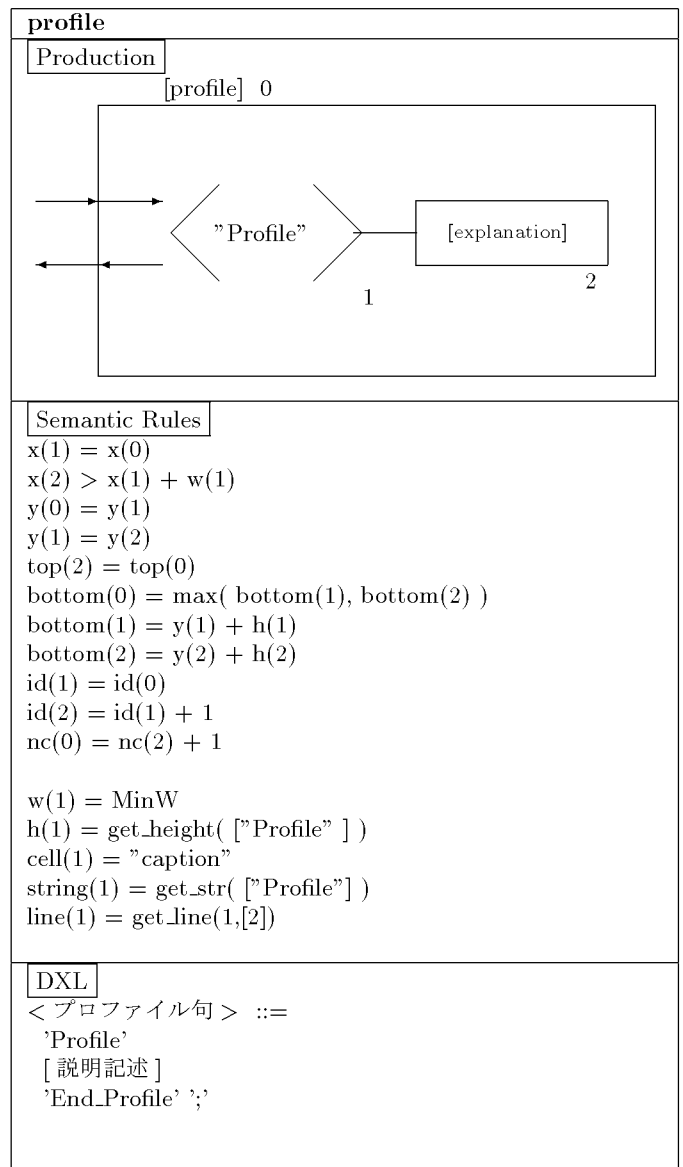 profile
Production
[profile] 0
"Profile"
[explanation]
1
2
Semantic Rules
x(1) = x(0)
x(2) > x(1) + w(1)
y(0) = y(1)
y(1) = y(2)
top(2) = top(0)
bottom(0) = max( bottom(1), bottom(2) )
bottom(1) = y(1) + h(1)
bottom(2) = y(2) + h(2)
id(1) = id(0)
id(2) = id(1) + 1
nc(0) = nc(2) + 1
w(1) = MinW
h(1) = get_height( ["Profile" ] )
cell(1) = "caption"
string(1) = get_str( ["Profile"] )
line(1) = get_line(1,[2])
DXL
< プロファイル句 > ::=
'Profile'
[ 説明記述 ]
'End_Profile' ';'